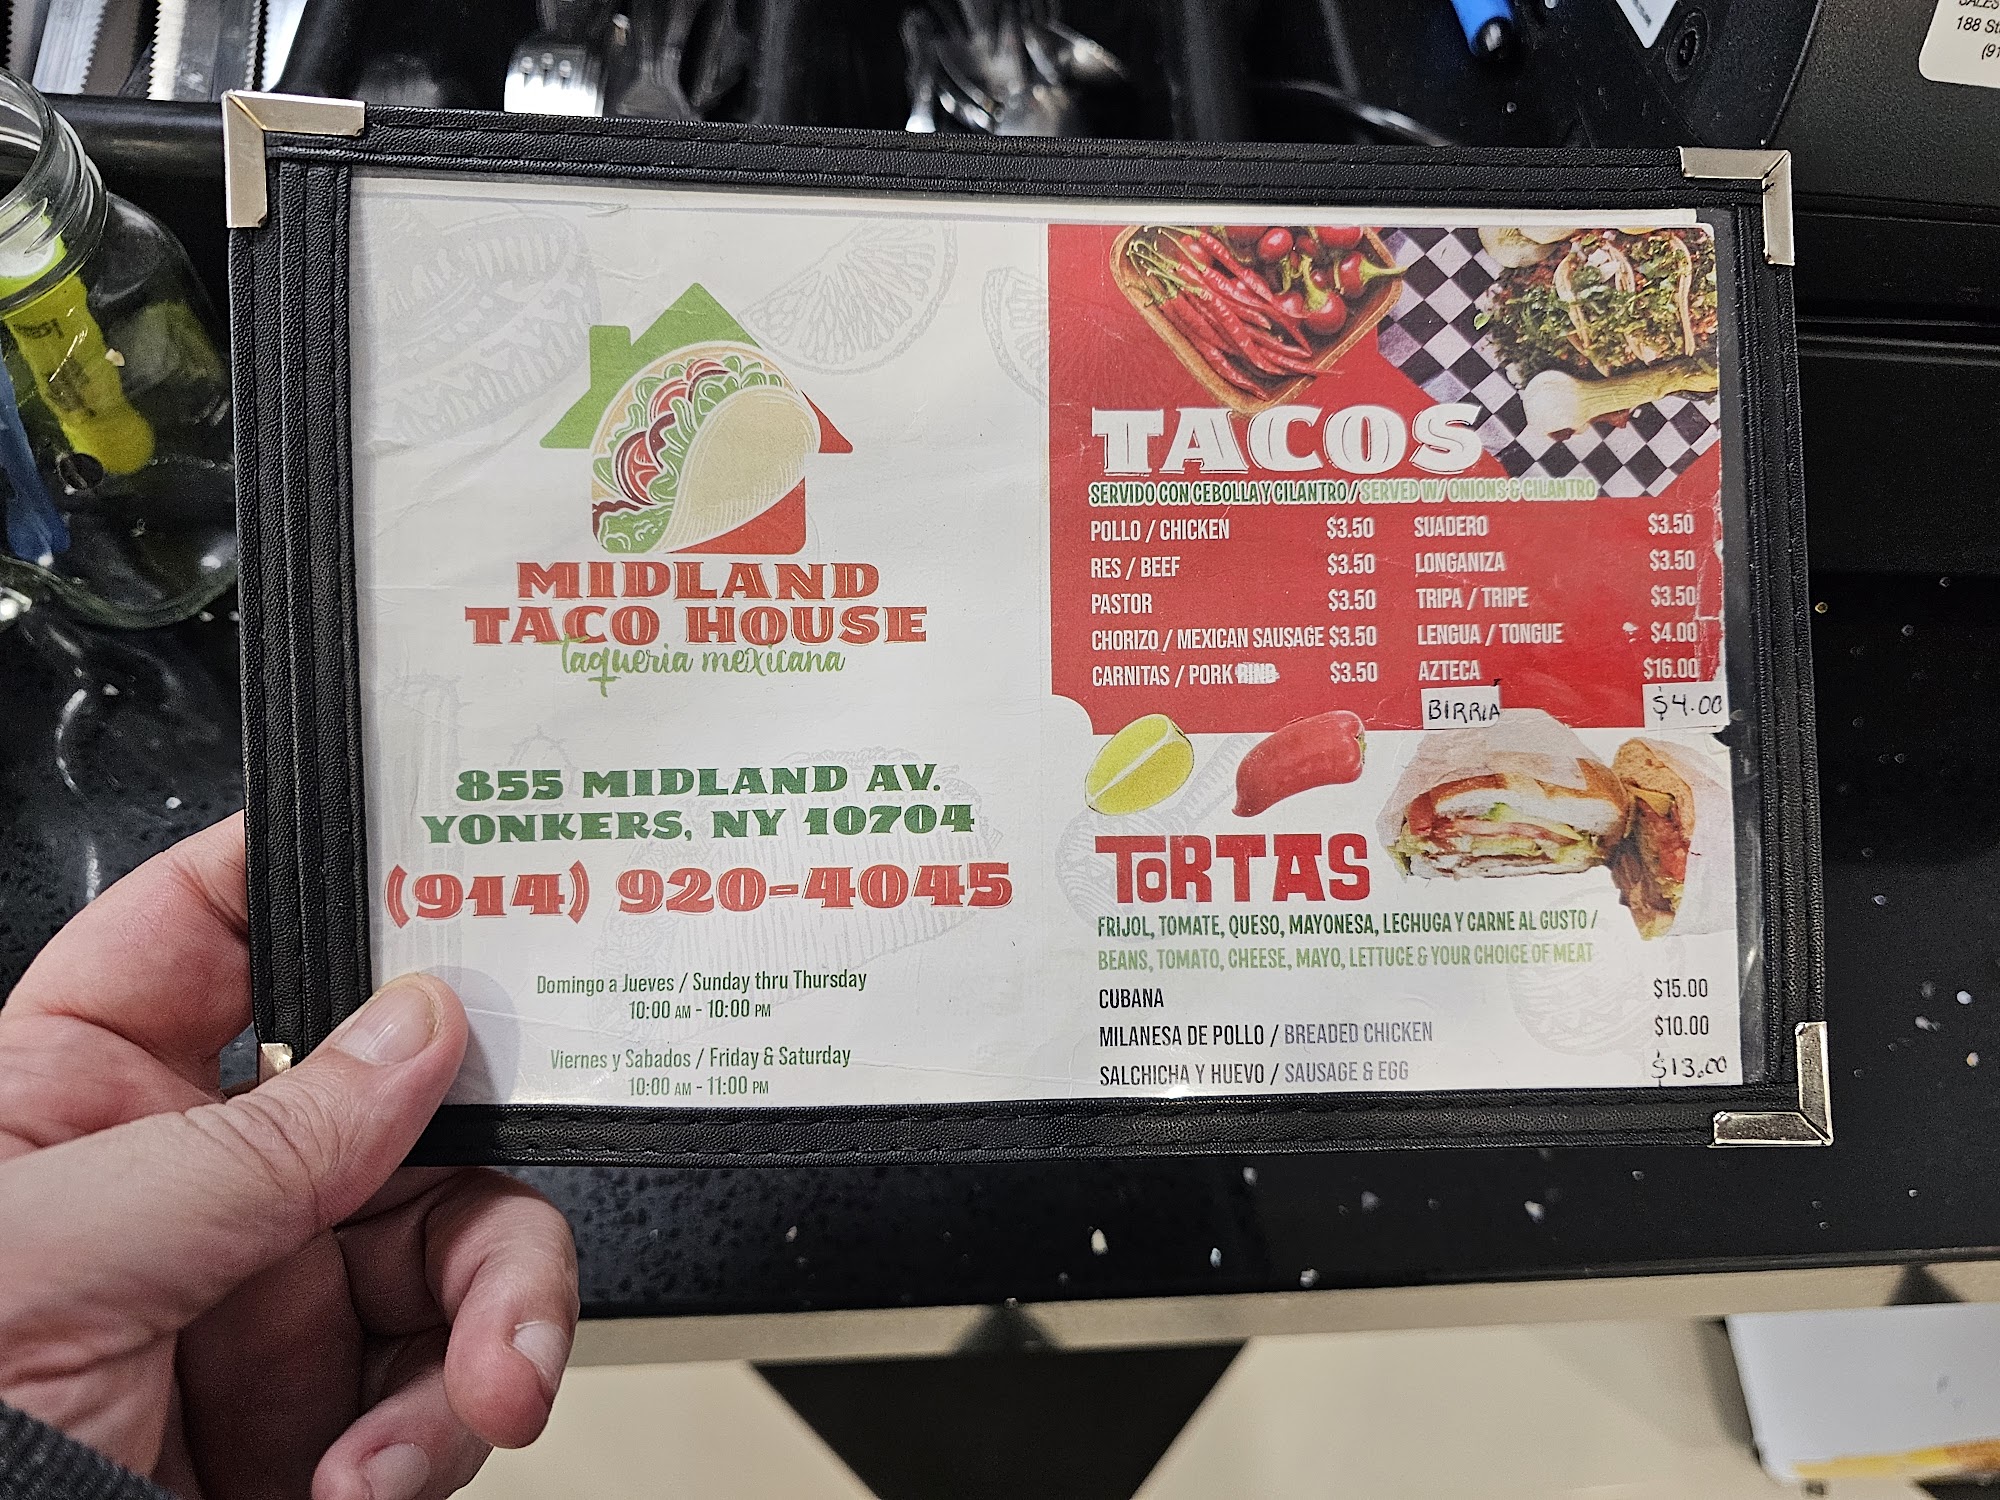 MIDLAND
TACO HOUSE
taqueria mexicana
855 MIDLAND AV.
YONKERS, NY 10704
(914) 920-4045
Domingo a Jueves / Sunday thru Thursday
10:00 AM - 10:00 PM
Viernes y Sabados / Friday & Saturday
10:00 AM - 11:00 PM
TACOS
SERVIDO CON CEBOLLA Y CILANTRO / SERVED W/ ONIONS & CILANTRO
POLLO / CHICKEN $3.50
RES / BEEF $3.50
PASTOR $3.50
CHORIZO / MEXICAN SAUSAGE $3.50
CARNITAS / PORK $3.50
SUADERO $3.50
LONGANIZA $3.50
TRIPA / TRIPE $3.50
LENGUA / TONGUE $4.00
AZTECA $16.00
BIRRIA $4.00
TORTAS
FRIJOL, TOMATE, QUESO, MAYONESA, LECHUGA Y CARNE AL GUSTO /
BEANS, TOMATO, CHEESE, MAYO, LETTUCE & YOUR CHOICE OF MEAT
CUBANA $15.00
MILANESA DE POLLO / BREADED CHICKEN $10.00
SALCHICHA Y HUEVO / SAUSAGE & EGG $13.00
188